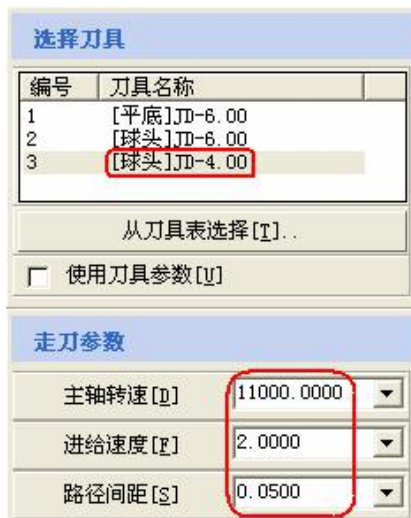 选择刀具
编号 刀具名称
1 [平底]JD-6.00
2 [球头]JD-6.00
3 [球头]JD-4.00
从刀具表选择[T]..
使用刀具参数[U]
走刀参数
主轴转速[D] 11000.0000
进给速度[F] 2.0000
路径间距[S] 0.0500